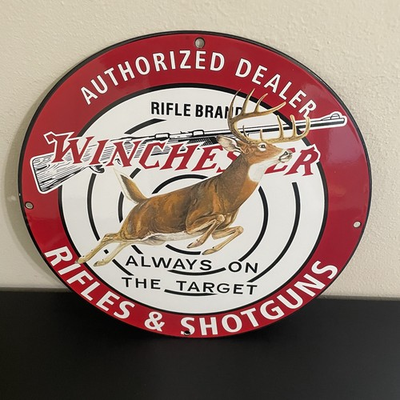 AUTHORIZED DEALER
RIFLE BRAND
WINCHESTER
ALWAYS ON
THE TARGET
RIFLES & SHOTGUNS